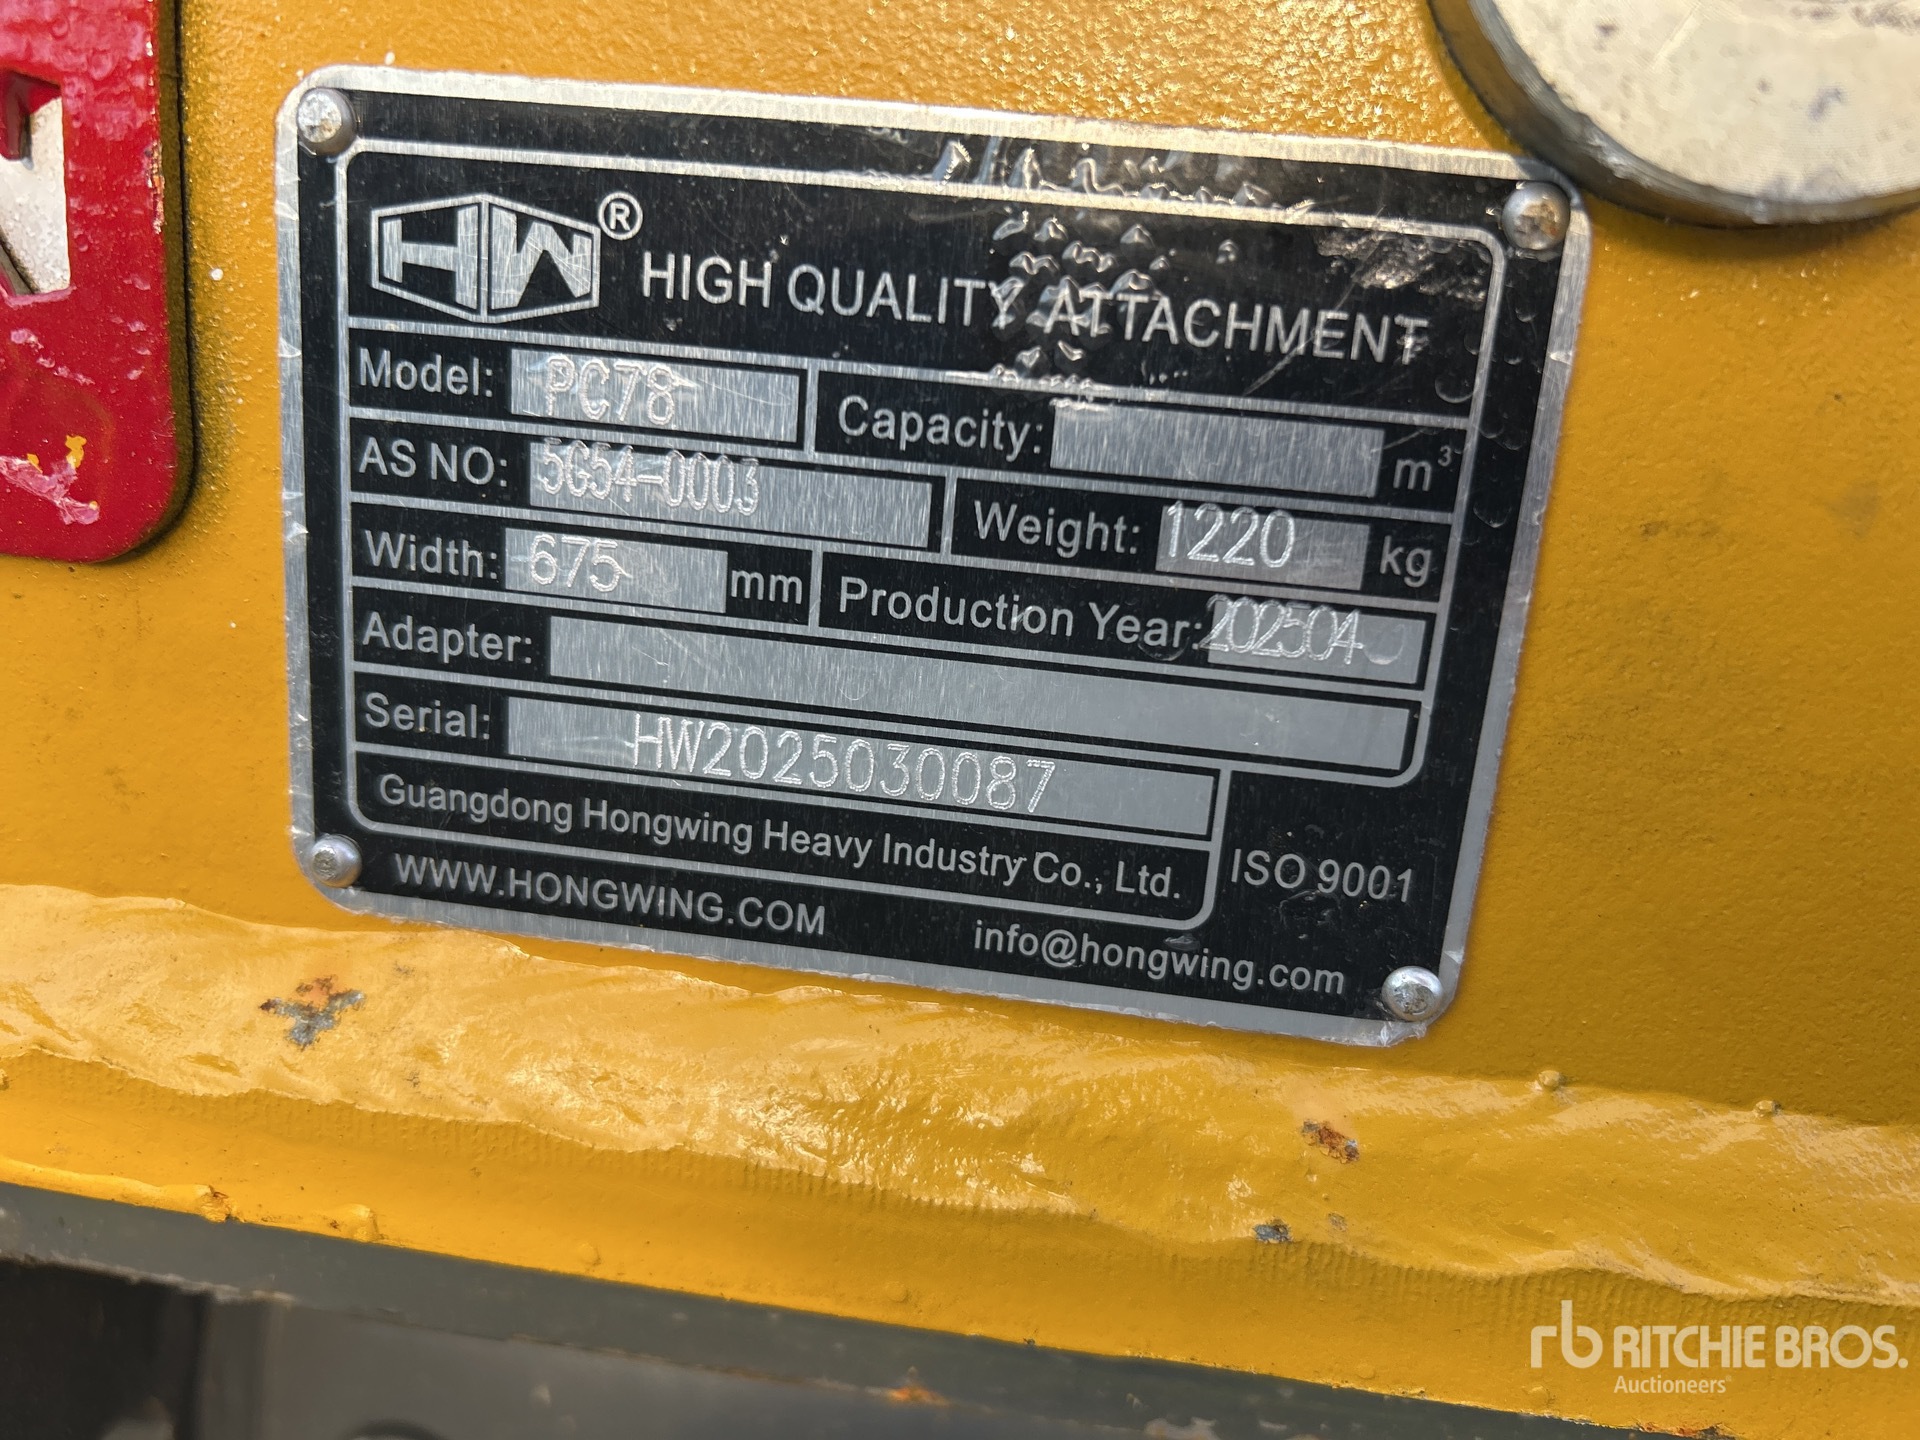 HW® HIGH QUALITY ATTACHMENT
Model: PC78 Capacity: m³
AS NO: 5G54-0003 Weight: 1220 kg
Width: 675 mm Production Year: 202504
Adapter:
Serial: HW2025030087
Guangdong Hongwing Heavy Industry Co., Ltd.
ISO 9001
WWW.HONGWING.COM info@hongwing.com
rb RITCHIE BROS.
Auctioneers